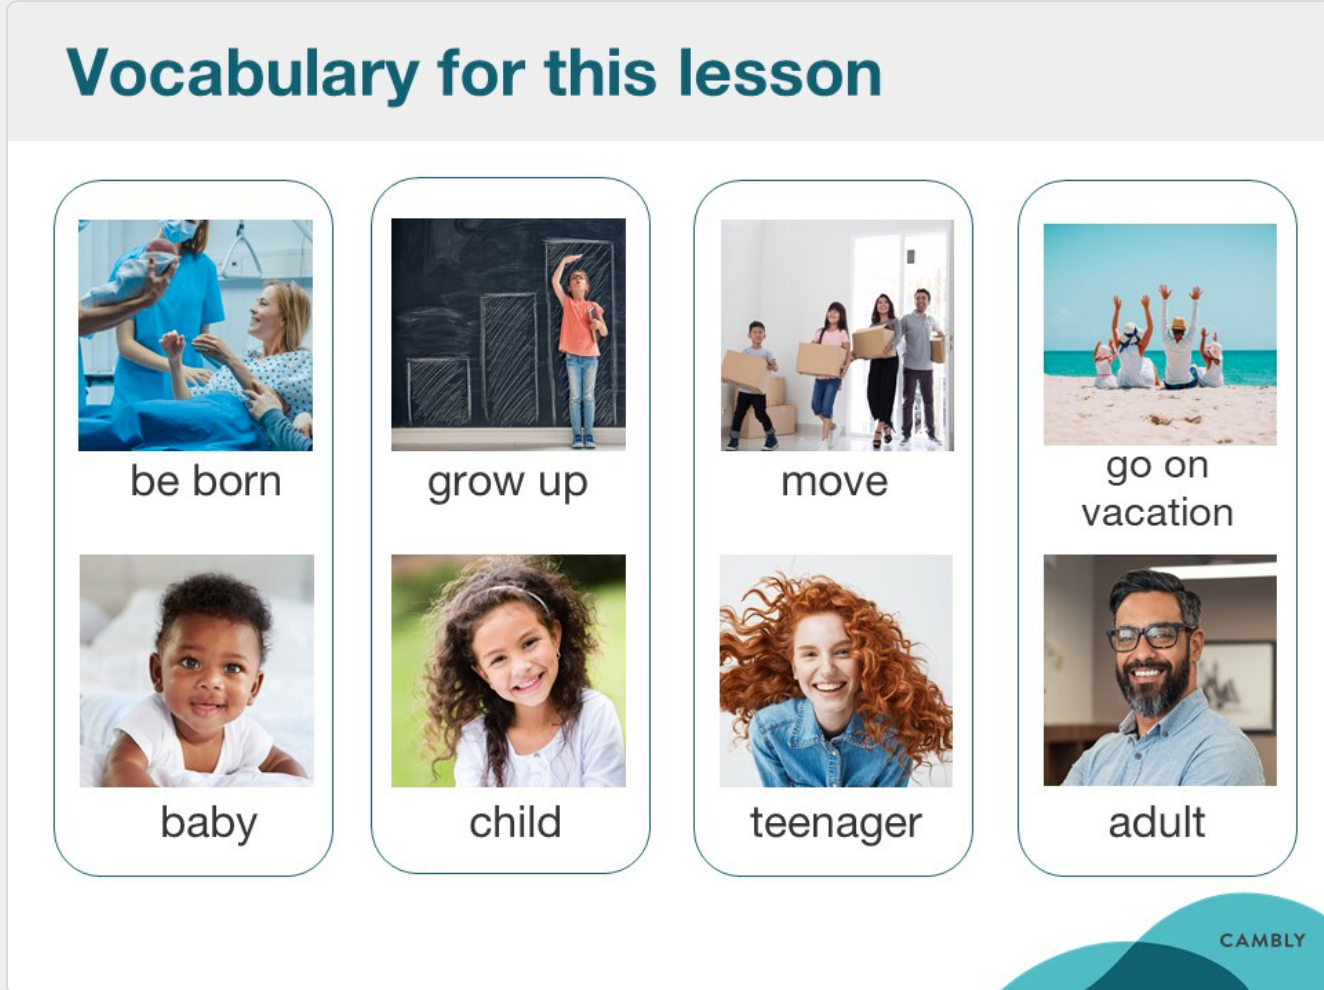 Vocabulary for this lesson
be born
grow up
move
go on
vacation
baby
child
teenager
adult
CAMBLY